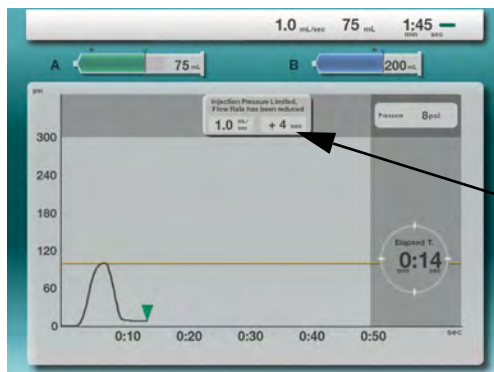 1.0 mL/sec 75 mL 1:45 min sec
A 75 mL B 200 mL
psi
Injection Pressure Limited,
Flow Rate has been reduced
1.0 mL/sec + 4 sec
Pressure 8psi
300
240
180
120
60
0
Elapsed T.
0:14
min sec
0:10 0:20 0:30 0:40 0:50 sec